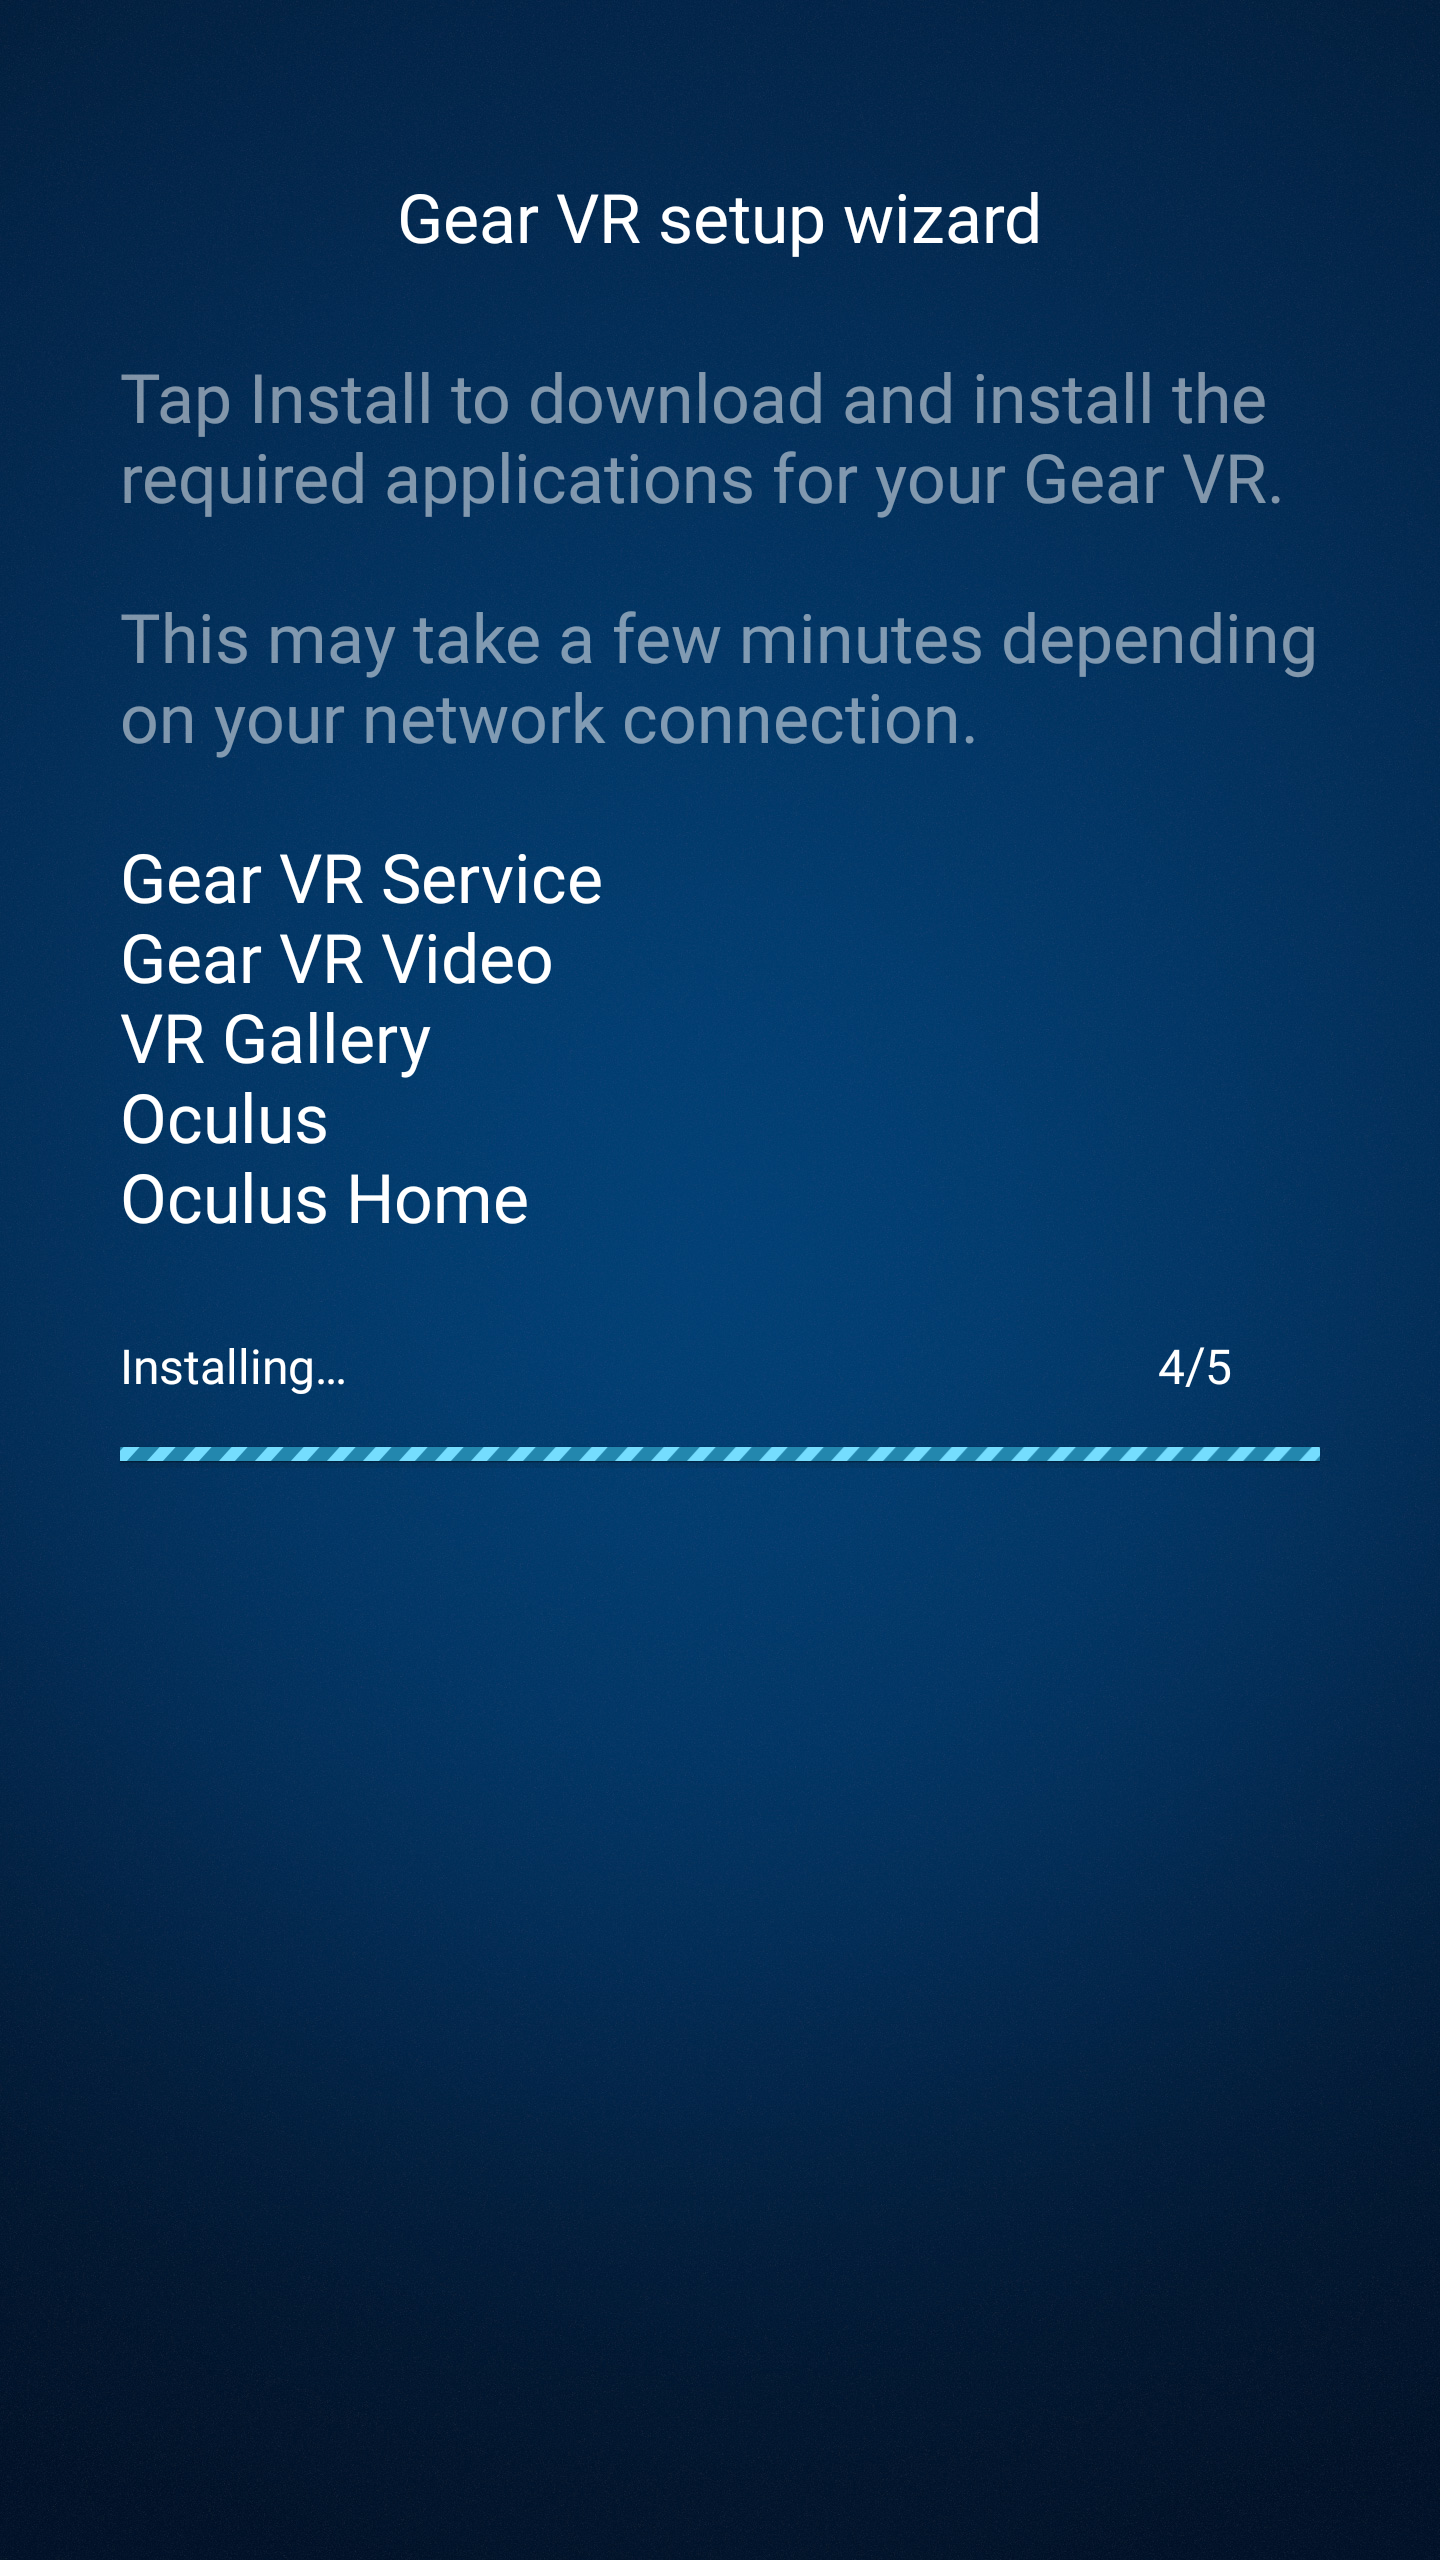 Gear VR setup wizard
Tap Install to download and install the
required applications for your Gear VR.
This may take a few minutes depending
on your network connection.
Gear VR Service
Gear VR Video
VR Gallery
Oculus
Oculus Home
Installing... 4/5